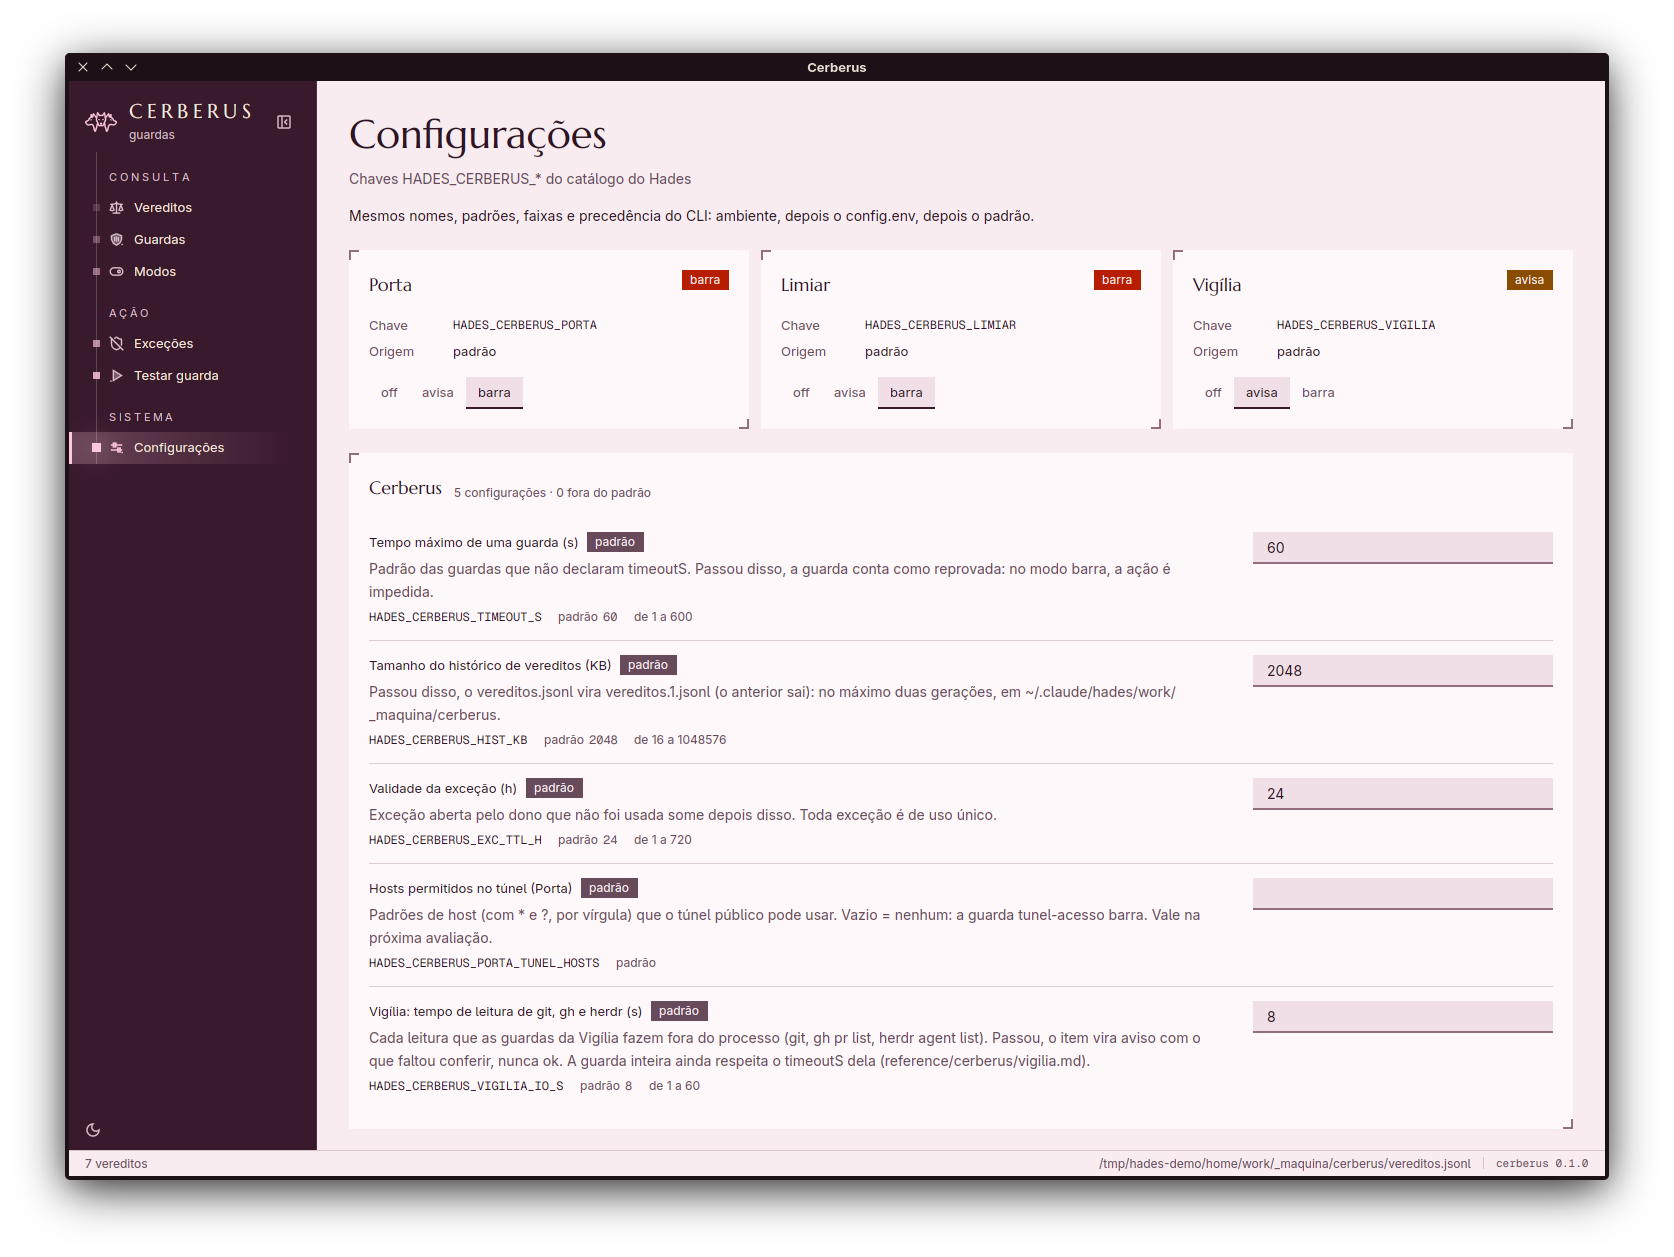 Cerberus
CERBERUS
guardas
CONSULTA
Vereditos
Guardas
Modos
AÇÃO
Exceções
Testar guarda
SISTEMA
Configurações
Configurações
Chaves HADES_CERBERUS_* do catálogo do Hades
Mesmos nomes, padrões, faixas e precedência do CLI: ambiente, depois o config.env, depois o padrão.
Porta barra
Chave HADES_CERBERUS_PORTA
Origem padrão
off avisa barra
Limiar barra
Chave HADES_CERBERUS_LIMIAR
Origem padrão
off avisa barra
Vigília avisa
Chave HADES_CERBERUS_VIGILIA
Origem padrão
off avisa barra
Cerberus 5 configurações · 0 fora do padrão
Tempo máximo de uma guarda (s) padrão 60
Padrão das guardas que não declaram timeoutS. Passou disso, a guarda conta como reprovada: no modo barra, a ação é
impedida.
HADES_CERBERUS_TIMEOUT_S padrão 60 de 1 a 600
Tamanho do histórico de vereditos (KB) padrão 2048
Passou disso, o vereditos.jsonl vira vereditos.1.jsonl (o anterior sai): no máximo duas gerações, em ~/.claude/hades/work/
_maquina/cerberus.
HADES_CERBERUS_HIST_KB padrão 2048 de 16 a 1048576
Validade da exceção (h) padrão 24
Exceção aberta pelo dono que não foi usada some depois disso. Toda exceção é de uso único.
HADES_CERBERUS_EXC_TTL_H padrão 24 de 1 a 720
Hosts permitidos no túnel (Porta) padrão
Padrões de host (com * e ?, por vírgula) que o túnel público pode usar. Vazio = nenhum: a guarda tunel-acesso barra. Vale na
próxima avaliação.
HADES_CERBERUS_PORTA_TUNEL_HOSTS padrão
Vigília: tempo de leitura de git, gh e herdr (s) padrão 8
Cada leitura que as guardas da Vigília fazem fora do processo (git, gh pr list, herdr agent list). Passou, o item vira aviso com o
que faltou conferir, nunca ok. A guarda inteira ainda respeita o timeoutS dela (reference/cerberus/vigilia.md).
HADES_CERBERUS_VIGILIA_IO_S padrão 8 de 1 a 60
7 vereditos
/tmp/hades-demo/home/work/_maquina/cerberus/vereditos.jsonl cerberus 0.1.0